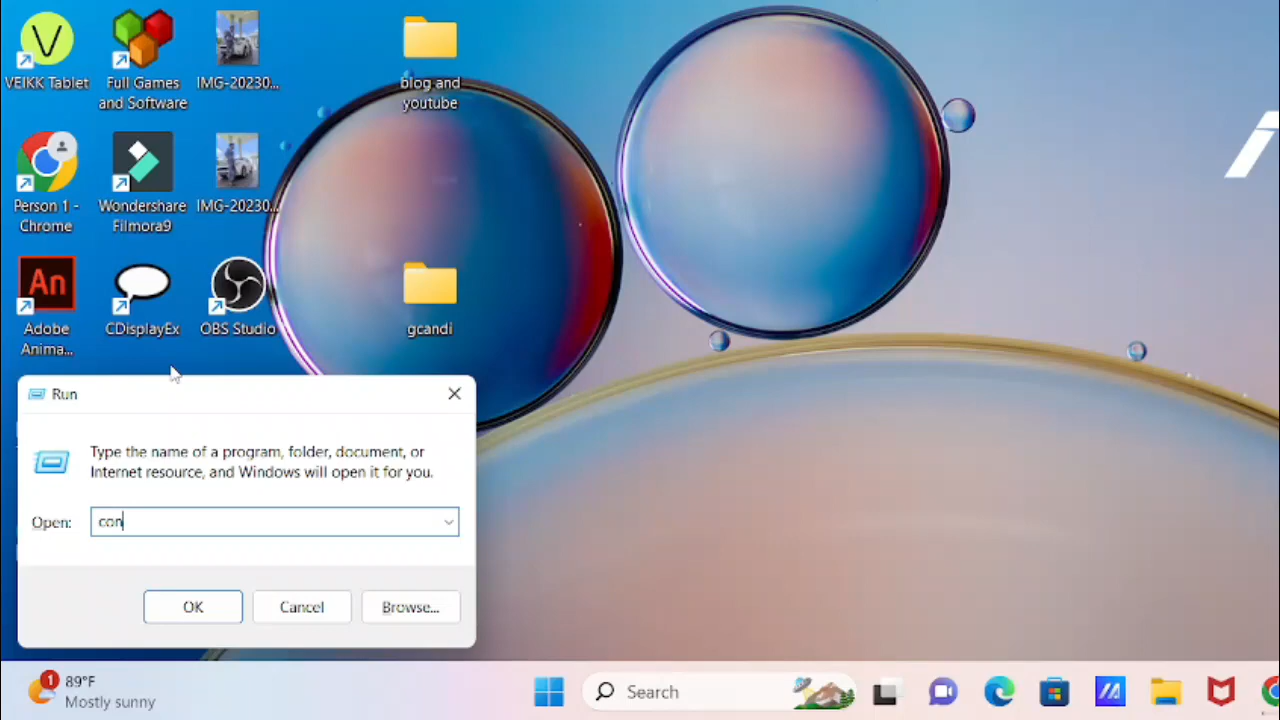 VEIKK Tablet
Full Games
and Software
IMG-20230...
blog and
youtube
Person 1 -
Chrome
Wondershare
Filmora9
IMG-20230...
An
Adobe
Anima...
CDisplayEx
OBS Studio
gcandi
Run
Type the name of a program, folder, document, or
Internet resource, and Windows will open it for you.
Open:
con
OK
Cancel
Browse...
1
89°F
Mostly sunny
Search